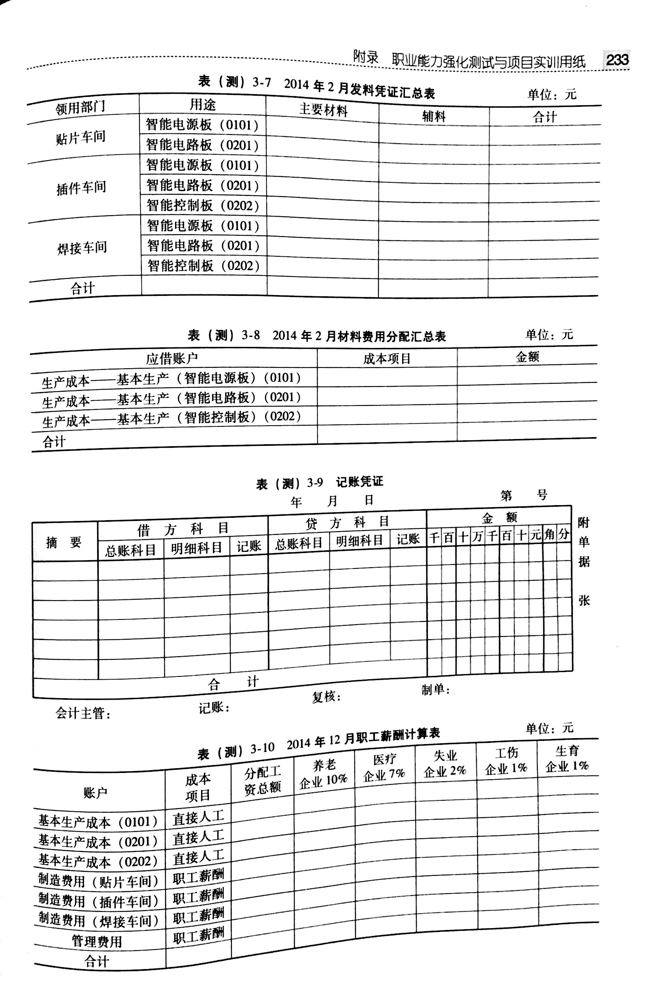 附录 职业能力强化测试与项目实训用纸 233
表（测）3-7 2014年2月发料凭证汇总表 单位：元
领用部门 用途 主要材料 辅料 合计
贴片车间 智能电源板（0101）
智能电路板（0201）
插件车间 智能电源板（0101）
智能电路板（0201）
智能控制板（0202）
焊接车间 智能电源板（0101）
智能电路板（0201）
智能控制板（0202）
合计
表（测）3-8 2014年2月材料费用分配汇总表 单位：元
应借账户 成本项目 金额
生产成本——基本生产（智能电源板）（0101）
生产成本——基本生产（智能电路板）（0201）
生产成本——基本生产（智能控制板）（0202）
合计
表（测）3-9 记账凭证
年 月 日 第 号
摘 要 借 方 科 目 贷 方 科 目 金 额
总账科目 明细科目 记账 总账科目 明细科目 记账 千 百 十 万 千 百 十 元 角 分
附单据 张
合 计
会计主管： 记账： 复核： 制单：
表（测）3-10 2014年12月职工薪酬计算表 单位：元
账户 成本项目 分配工资总额 养老企业10% 医疗企业7% 失业企业2% 工伤企业1% 生育企业1%
基本生产成本（0101） 直接人工
基本生产成本（0201） 直接人工
基本生产成本（0202） 直接人工
制造费用（贴片车间） 职工薪酬
制造费用（插件车间） 职工薪酬
制造费用（焊接车间） 职工薪酬
管理费用 职工薪酬
合计